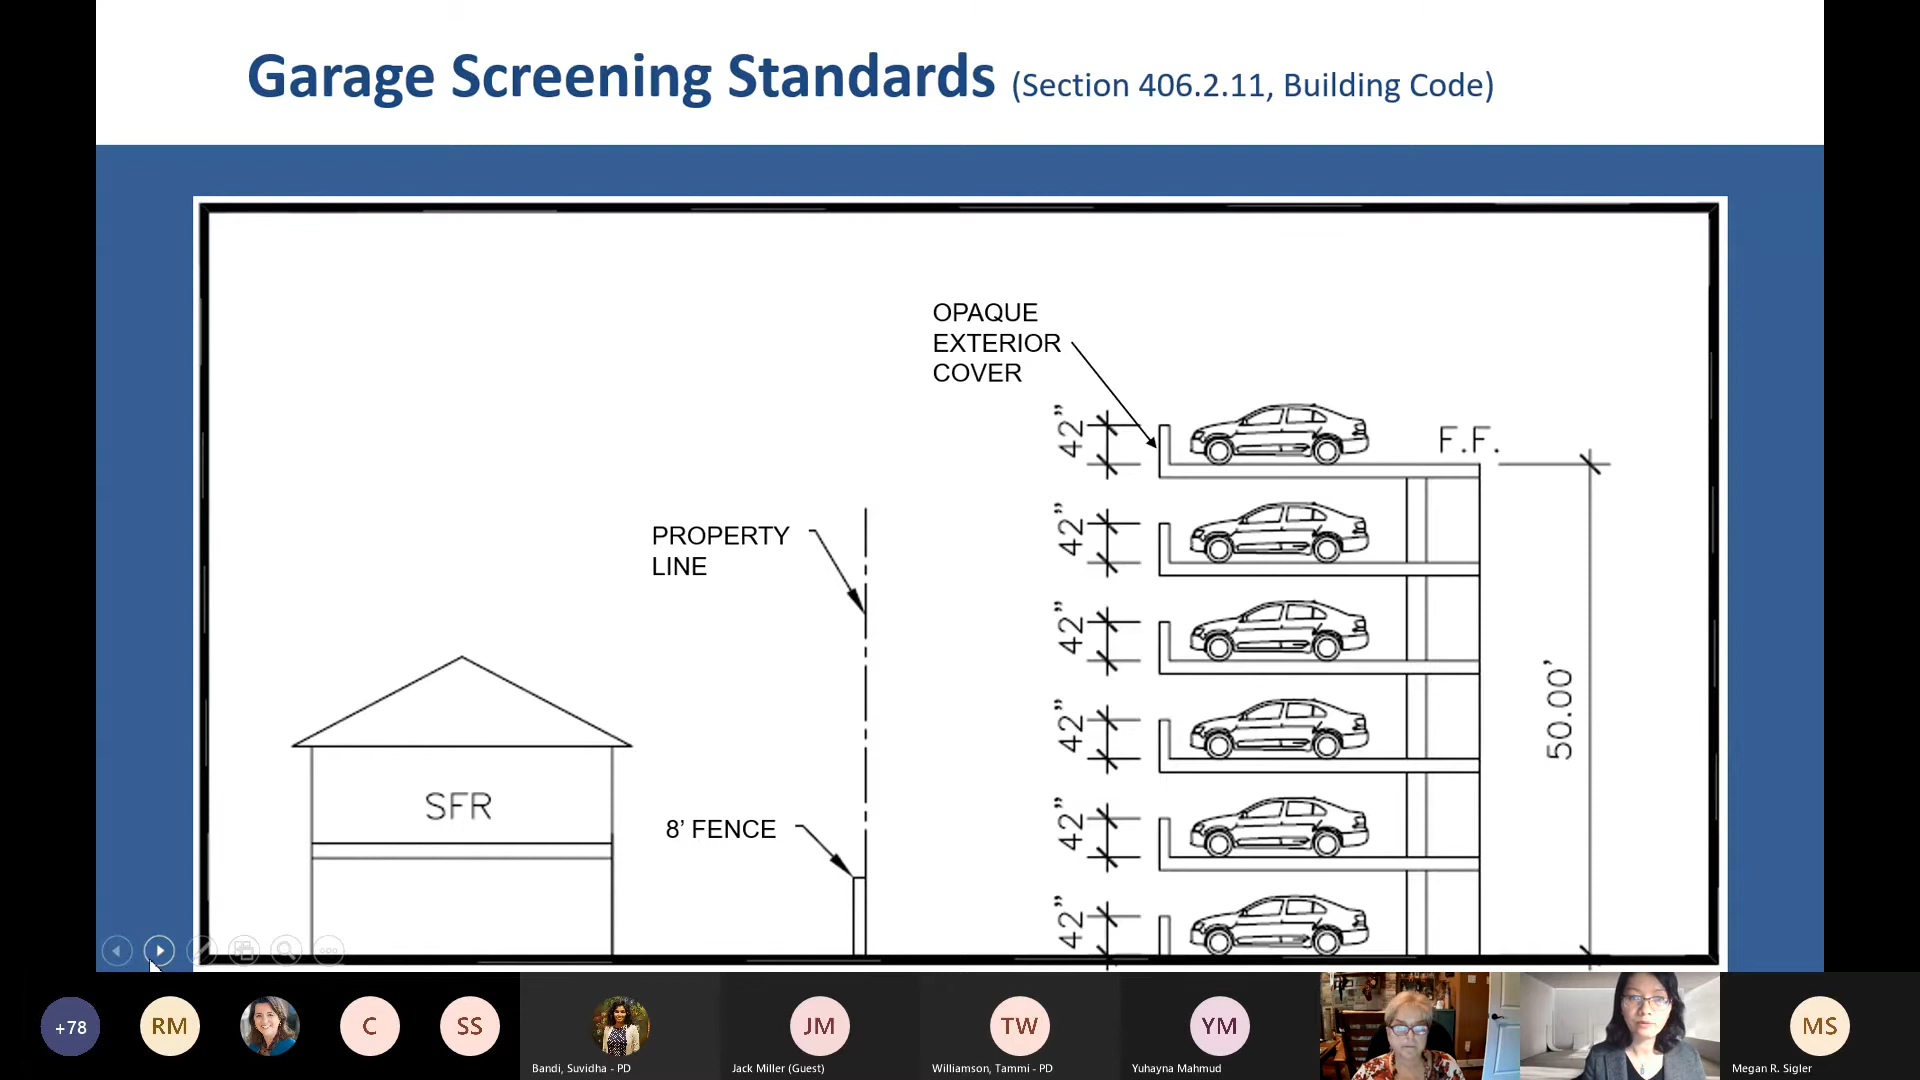 Garage Screening Standards (Section 406.2.11, Building Code)
OPAQUE
EXTERIOR
COVER
42”
F.F.
42”
PROPERTY
LINE
42”
50.00’
42”
SFR
8’ FENCE
42”
42”
+78
RM
C
SS
JM
TW
YM
MS
Bandi, Suvidha - PD
Jack Miller (Guest)
Williamson, Tammi - PD
Yuhayna Mahmud
Megan R. Sigler